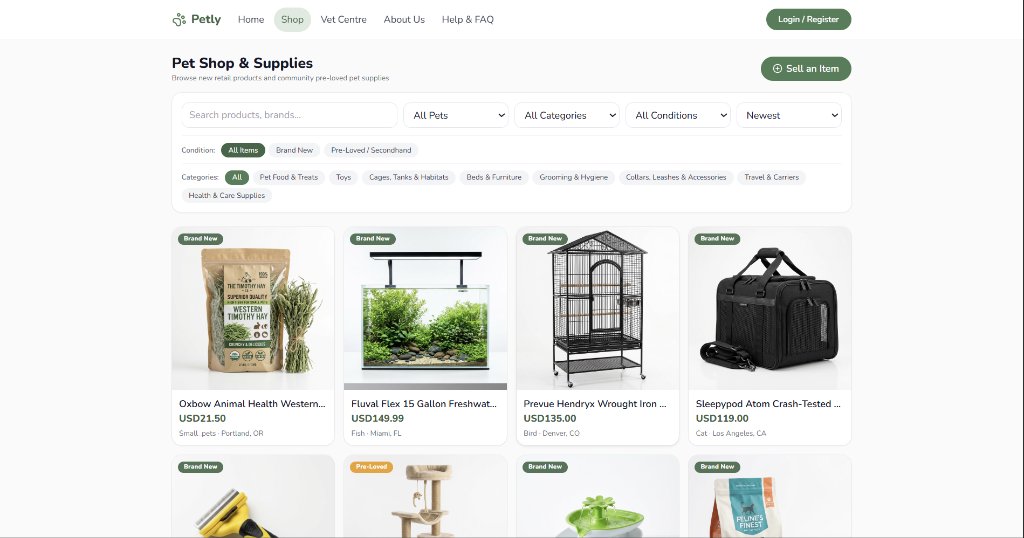 Petly
Home
Shop
Vet Centre
About Us
Help & FAQ
Login / Register
Pet Shop & Supplies
Browse new retail products and community pre-loved pet supplies
Sell an Item
Search products, brands...
All Pets
All Categories
All Conditions
Newest
Condition:
All Items
Brand New
Pre-Loved / Secondhand
Categories:
All
Pet Food & Treats
Toys
Cages, Tanks & Habitats
Beds & Furniture
Grooming & Hygiene
Collars, Leashes & Accessories
Travel & Carriers
Health & Care Supplies
Brand New
THE TIMOTHY HAY
SUPERIOR QUALITY
WESTERN
TIMOTHY HAY
Oxbow Animal Health Western...
USD21.50
Small_pets · Portland, OR
Brand New
Fluval Flex 15 Gallon Freshwat...
USD149.99
Fish · Miami, FL
Brand New
Prevue Hendryx Wrought Iron ...
USD135.00
Bird · Denver, CO
Brand New
Sleepypod Atom Crash-Tested ...
USD119.00
Cat · Los Angeles, CA
Brand New
Pre-Loved
Brand New
Brand New
FELINE'S
FINEST